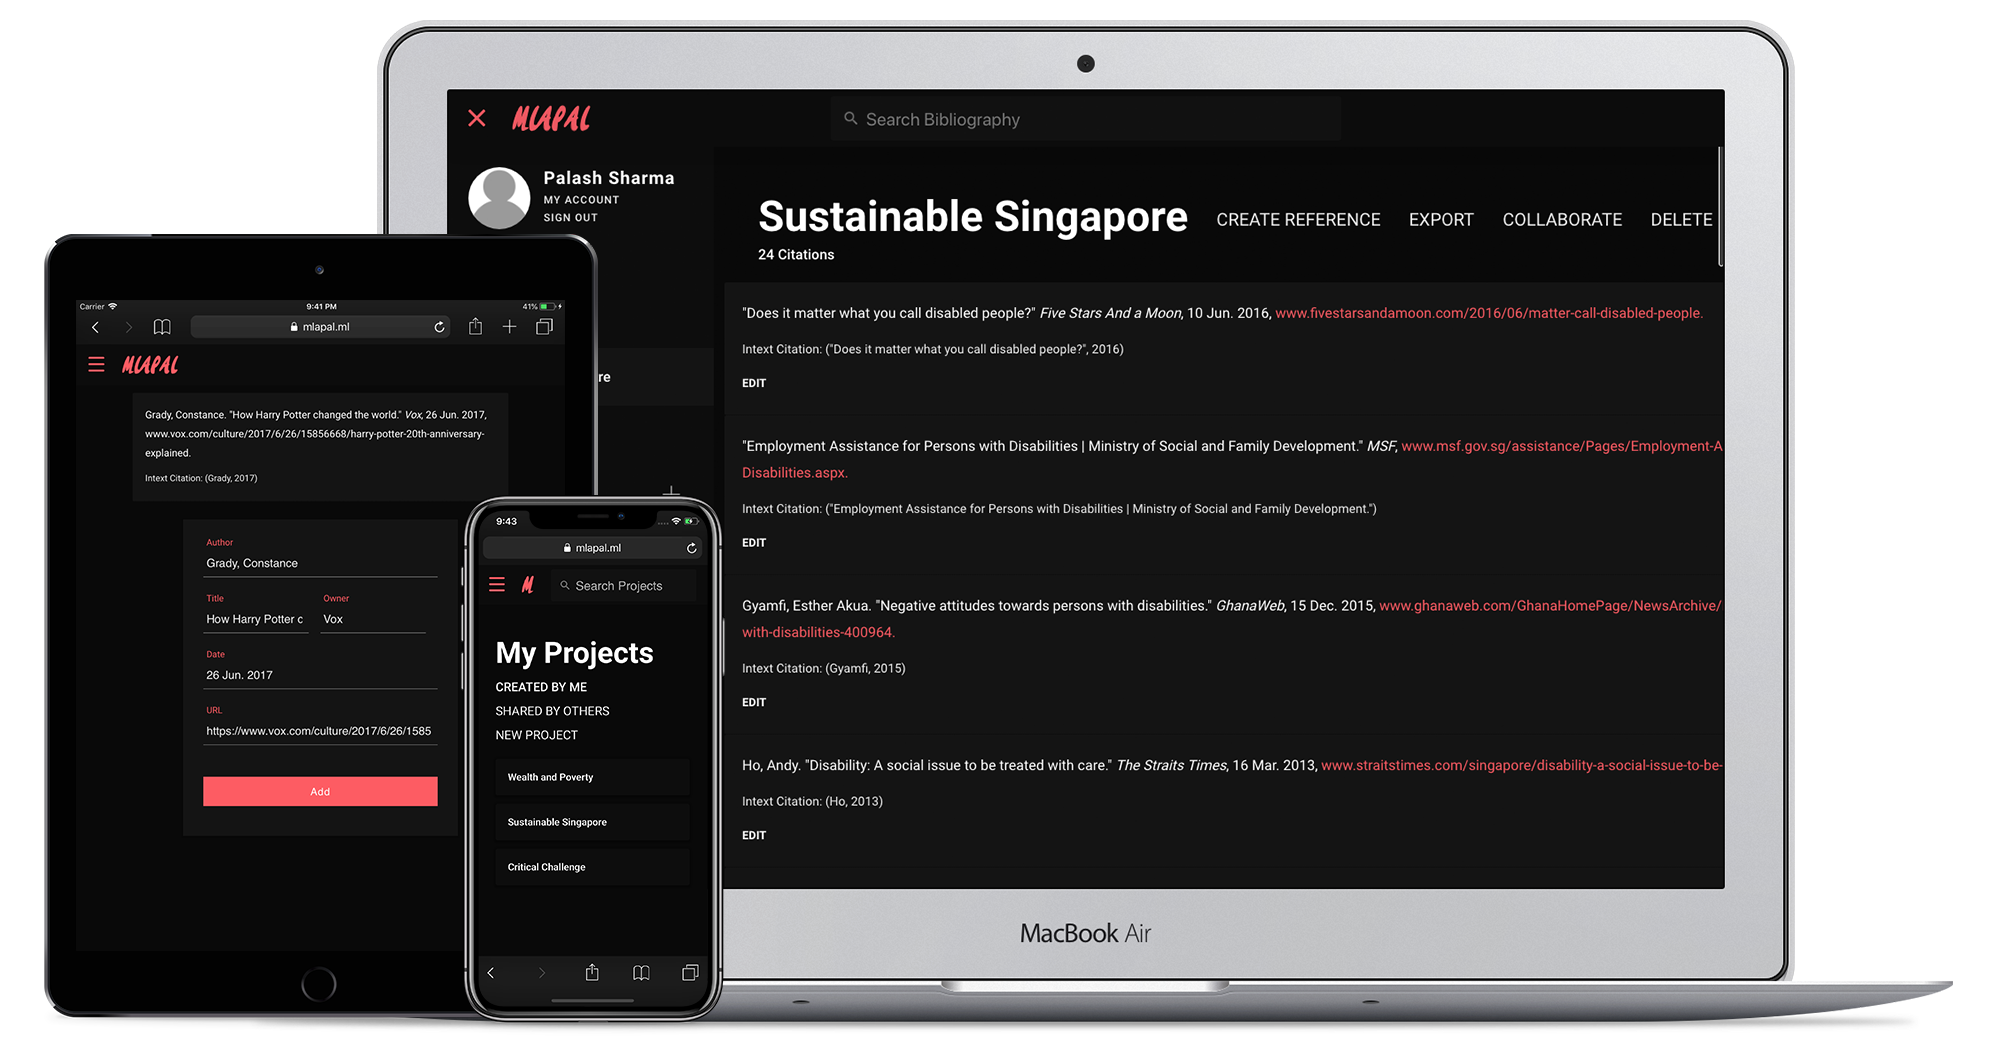 MLAPAL
Search Bibliography
Palash Sharma
MY ACCOUNT
SIGN OUT
re
Sustainable Singapore
CREATE REFERENCE
EXPORT
COLLABORATE
DELETE
24 Citations
"Does it matter what you call disabled people?" Five Stars And a Moon, 10 Jun. 2016, www.fivestarsandamoon.com/2016/06/matter-call-disabled-people.
Intext Citation: ("Does it matter what you call disabled people?", 2016)
EDIT
"Employment Assistance for Persons with Disabilities | Ministry of Social and Family Development." MSF, www.msf.gov.sg/assistance/Pages/Employment-A
Disabilities.aspx.
Intext Citation: ("Employment Assistance for Persons with Disabilities | Ministry of Social and Family Development.")
EDIT
Gyamfi, Esther Akua. "Negative attitudes towards persons with disabilities." GhanaWeb, 15 Dec. 2015, www.ghanaweb.com/GhanaHomePage/NewsArchive/
with-disabilities-400964.
Intext Citation: (Gyamfi, 2015)
EDIT
Ho, Andy. "Disability: A social issue to be treated with care." The Straits Times, 16 Mar. 2013, www.straitstimes.com/singapore/disability-a-social-issue-to-be-
Intext Citation: (Ho, 2013)
EDIT
MacBook Air
Carrier
9:41 PM
41%
mlapal.ml
MLAPAL
Grady, Constance. "How Harry Potter changed the world." Vox, 26 Jun. 2017,
www.vox.com/culture/2017/6/26/15856668/harry-potter-20th-anniversary-
explained.
Intext Citation: (Grady, 2017)
Author
Grady, Constance
Title
How Harry Potter c
Owner
Vox
Date
26 Jun. 2017
URL
https://www.vox.com/culture/2017/6/26/1585
Add
9:43
mlapal.ml
M
Search Projects
My Projects
CREATED BY ME
SHARED BY OTHERS
NEW PROJECT
Wealth and Poverty
Sustainable Singapore
Critical Challenge